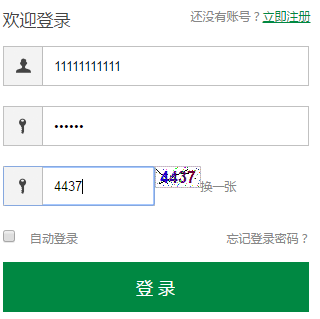 欢迎登录 还没有账号？立即注册
11111111111
••••••
4437 4437 换一张
自动登录 忘记登录密码？
登录